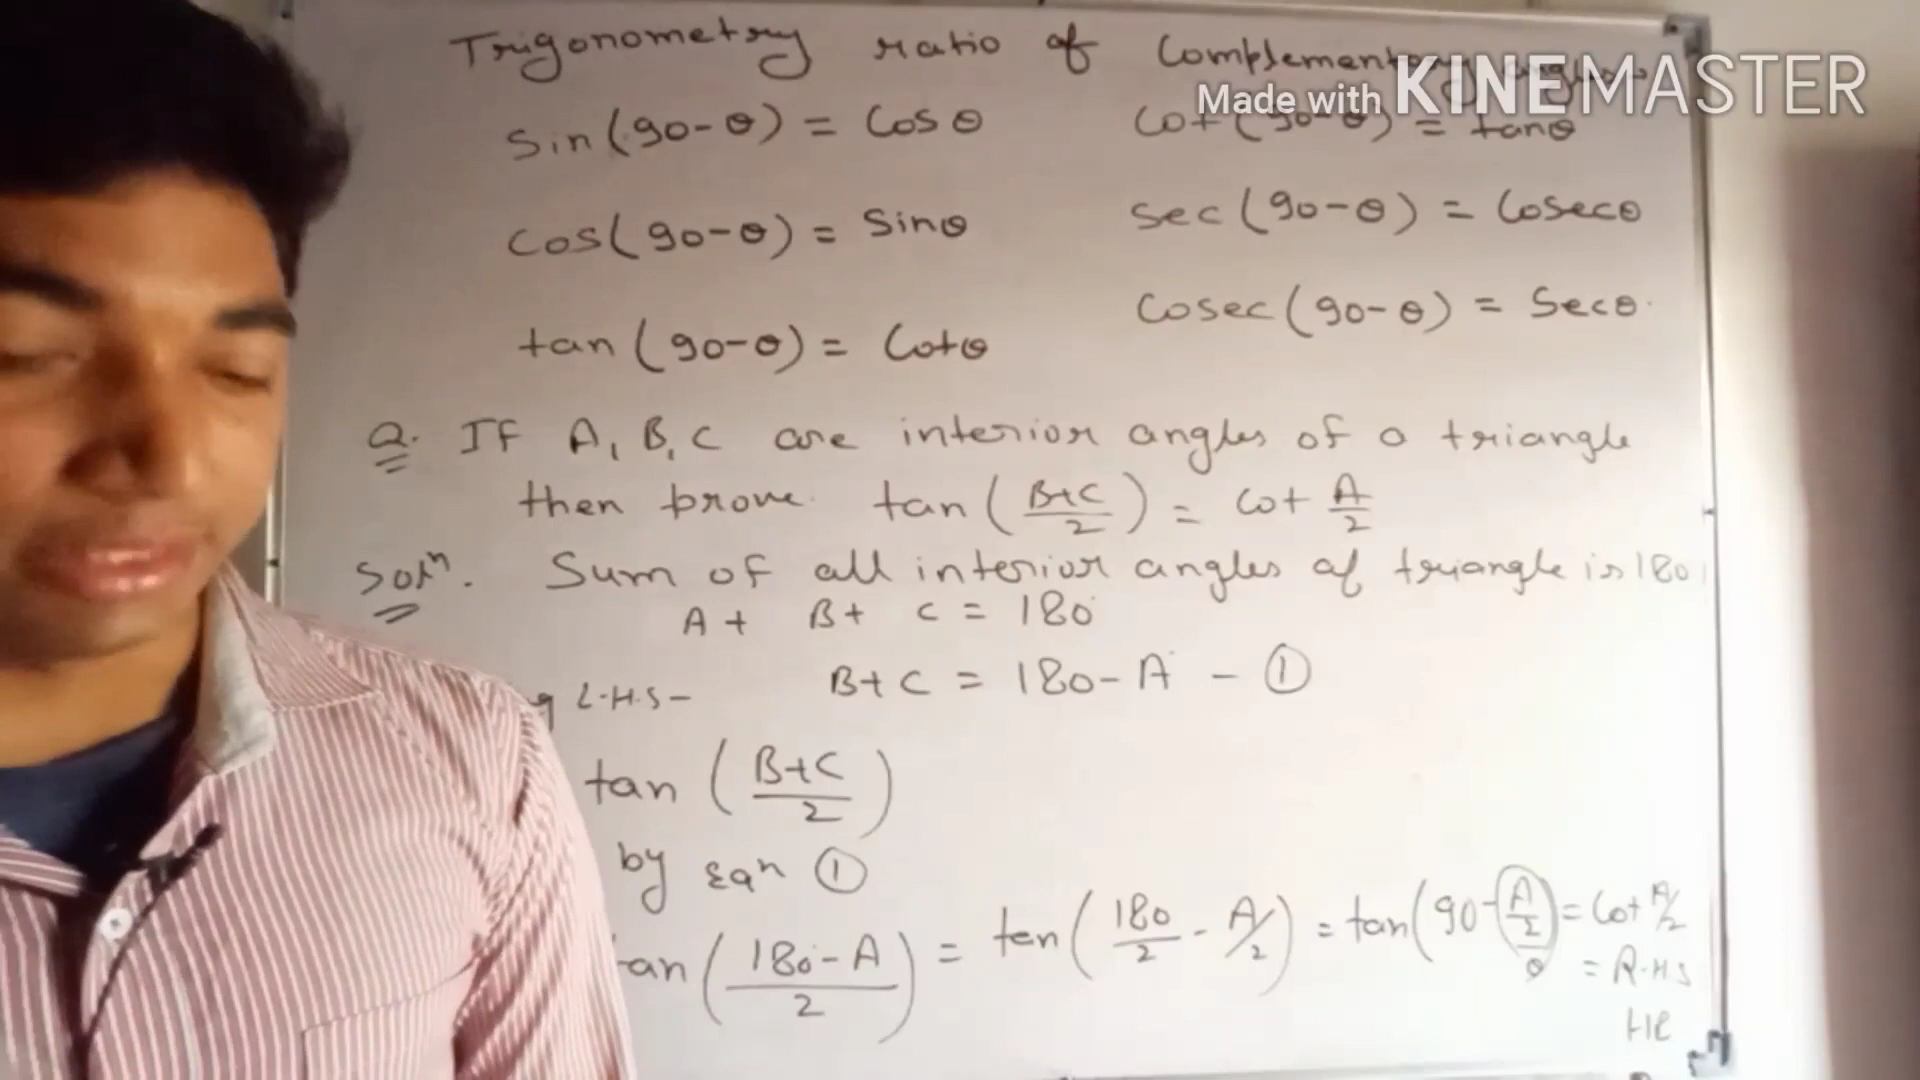 Trigonometry ratio of Complementary angles
Made with KINEMASTER
sin(90-θ) = Cosθ
cot(90-θ) = tanθ
cos(90-θ) = Sinθ
sec(90-θ) = Cosecθ
tan(90-θ) = Cotθ
Cosec(90-θ) = Secθ
Q. If A, B, C are interior angles of a triangle
then prove tan(B+C/2) = cot A/2
Solⁿ. Sum of all interior angles of triangle is 180
A + B + C = 180
B+C = 180-A - ①
L.H.S-
tan(B+C/2)
by Eqn ①
tan(180-A/2) = tan(180/2 - A/2) = tan(90-A/2) = Cot A/2
θ = R.H.S